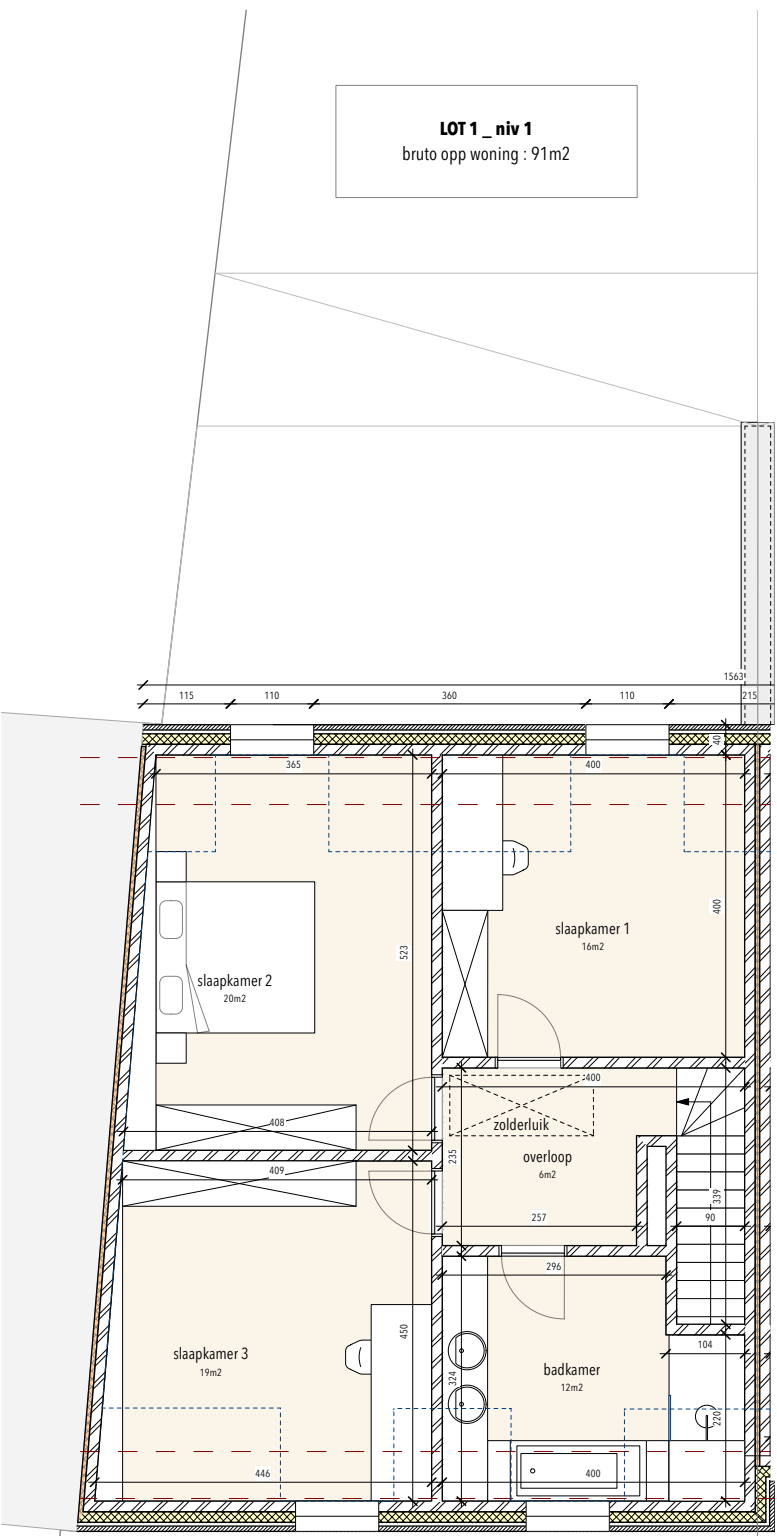 LOT 1 _ niv 1
bruto opp woning : 91m2
1563
115 110 360 110 215
40
365 400
400
523
slaapkamer 1
16m2
slaapkamer 2
20m2
400
zolderluik
408
overloop
6m2
235
409
339
257 90
296
450
104
slaapkamer 3
19m2
badkamer
12m2
324
220
446 400